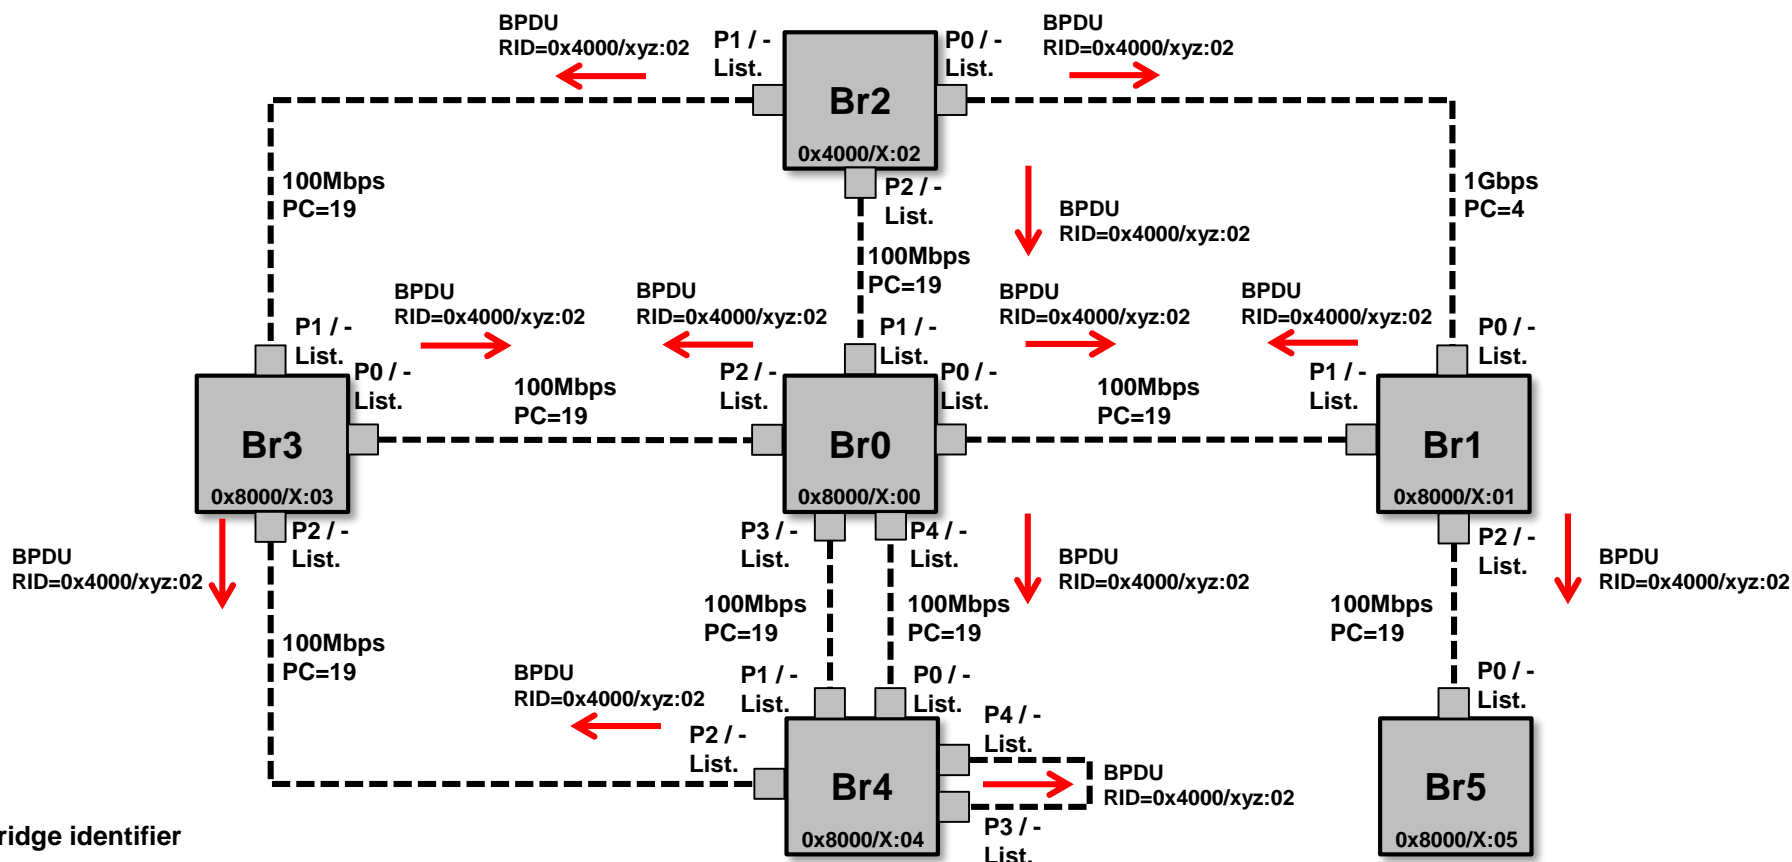 BPDU
RID=0x4000/xyz:02
P1 / -
List.
Br2
0x4000/X:02
P0 / -
List.
BPDU
RID=0x4000/xyz:02
100Mbps
PC=19
P2 / -
List.
BPDU
RID=0x4000/xyz:02
1Gbps
PC=4
100Mbps
PC=19
BPDU
RID=0x4000/xyz:02
BPDU
RID=0x4000/xyz:02
BPDU
RID=0x4000/xyz:02
BPDU
RID=0x4000/xyz:02
P1 / -
List.
P0 / -
List.
100Mbps
PC=19
P2 / -
List.
P1 / -
List.
P0 / -
List.
100Mbps
PC=19
P1 / -
List.
P0 / -
List.
Br3
0x8000/X:03
Br0
0x8000/X:00
Br1
0x8000/X:01
BPDU
RID=0x4000/xyz:02
P2 / -
List.
P3 / -
List.
P4 / -
List.
BPDU
RID=0x4000/xyz:02
P2 / -
List.
BPDU
RID=0x4000/xyz:02
100Mbps
PC=19
100Mbps
PC=19
100Mbps
PC=19
100Mbps
PC=19
BPDU
RID=0x4000/xyz:02
P1 / -
List.
P0 / -
List.
P0 / -
List.
P2 / -
List.
P4 / -
List.
Br4
0x8000/X:04
BPDU
RID=0x4000/xyz:02
P3 / -
List.
Br5
0x8000/X:05
ridge identifier